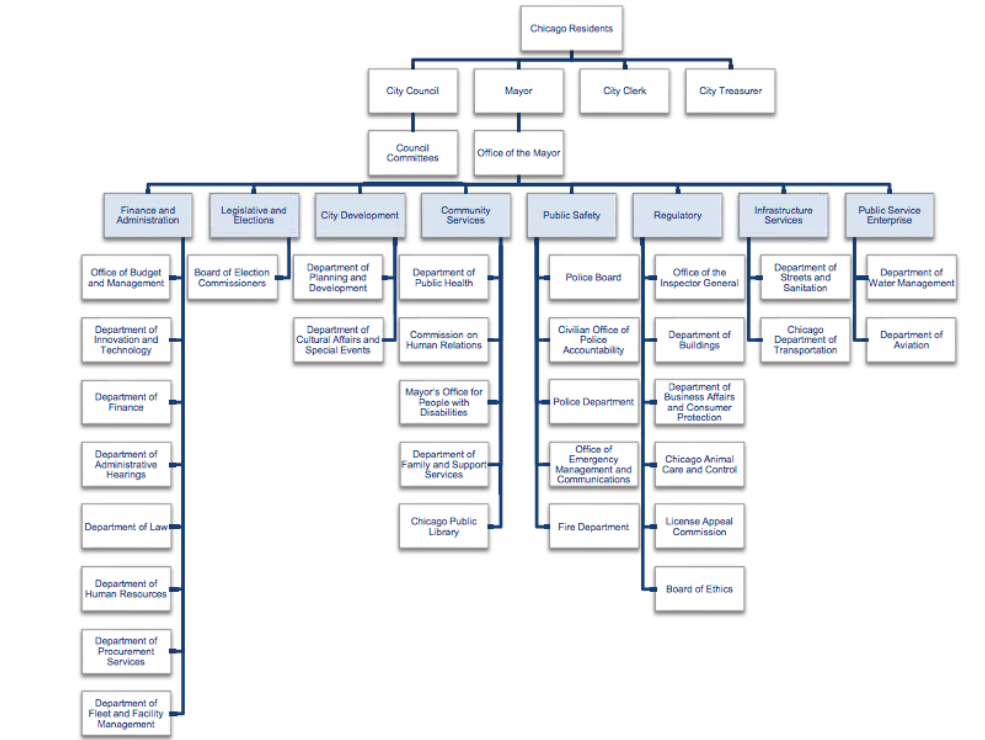 Chicago Residents
City Council
Mayor
City Clerk
City Treasurer
Council
Committees
Office of the Mayor
Finance and
Administration
Legislative and
Elections
City Development
Community
Services
Public Safety
Regulatory
Infrastructure
Services
Public Service
Enterprise
Office of Budget
and Management
Board of Election
Commissioners
Department of
Planning and
Development
Department of
Public Health
Police Board
Office of the
Inspector General
Department of
Streets and
Sanitation
Department of
Water Management
Department of
Innovation and
Technology
Department of
Cultural Affairs and
Special Events
Commission on
Human Relations
Civilian Office of
Police
Accountability
Department of
Buildings
Chicago
Department of
Transportation
Department of
Aviation
Department of
Finance
Mayor's Office for
People with
Disabilities
Police Department
Department of
Business Affairs
and Consumer
Protection
Department of
Administrative
Hearings
Department of
Family and Support
Services
Office of
Emergency
Management and
Communications
Chicago Animal
Care and Control
Department of Law
Chicago Public
Library
Fire Department
License Appeal
Commission
Department of
Human Resources
Board of Ethics
Department of
Procurement
Services
Department of
Fleet and Facility
Management